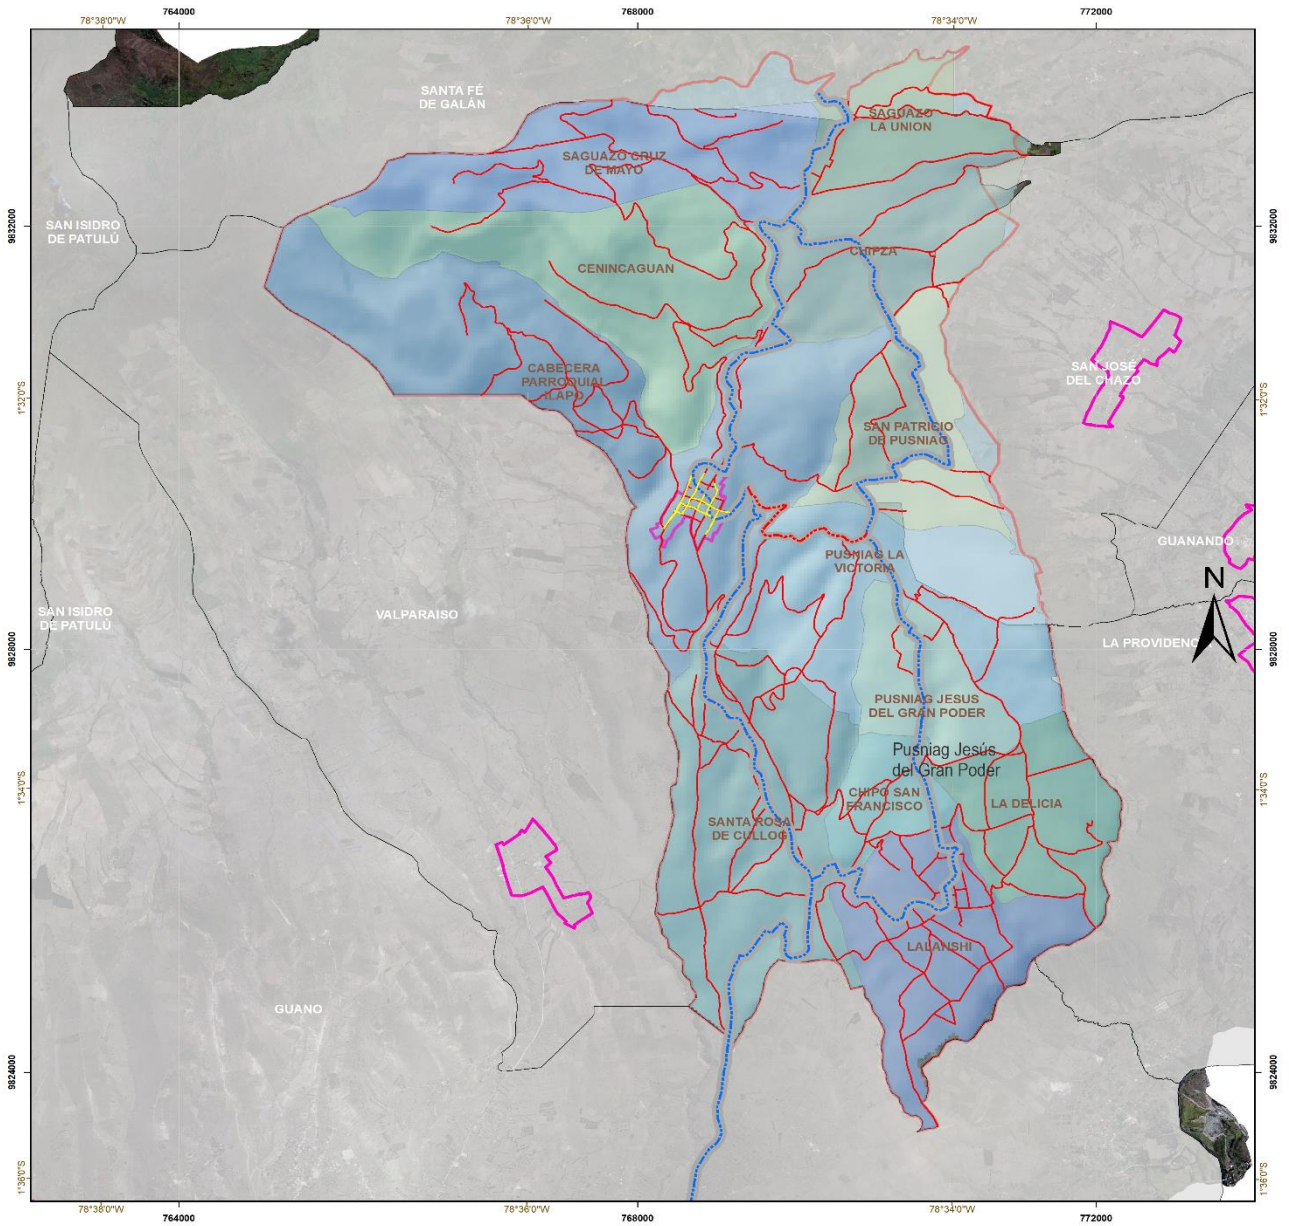 764000
768000
772000
78°38'0"W
78°36'0"W
78°34'0"W
SANTA FÉ
DE GALÁN
SAGUAZO
LA UNION
SAGUAZO CRUZ
DE MAYO
SAN ISIDRO
DE PATULÚ
9832000
9832000
CHIPZA
CENINCAGUAN
CABECERA
PARROQUIAL
ILAPO
SAN JOSÉ
DEL CHAZO
1°32'0"S
1°32'0"S
SAN PATRICIO
DE PUSNIAG
GUANANDO
PUSNIAG LA
VICTORIA
N
SAN ISIDRO
DE PATULÚ
VALPARAISO
9828000
9828000
LA PROVIDENC
PUSNIAG JESUS
DEL GRAN PODER
Pusniag Jesús
del Gran Poder
1°34'0"S
1°34'0"S
CHIPO SAN
FRANCISCO
LA DELICIA
SANTA ROSA
DE CULLOG
LALANSHI
GUANO
9824000
9824000
1°36'0"S
1°36'0"S
78°38'0"W
78°36'0"W
78°34'0"W
764000
768000
772000